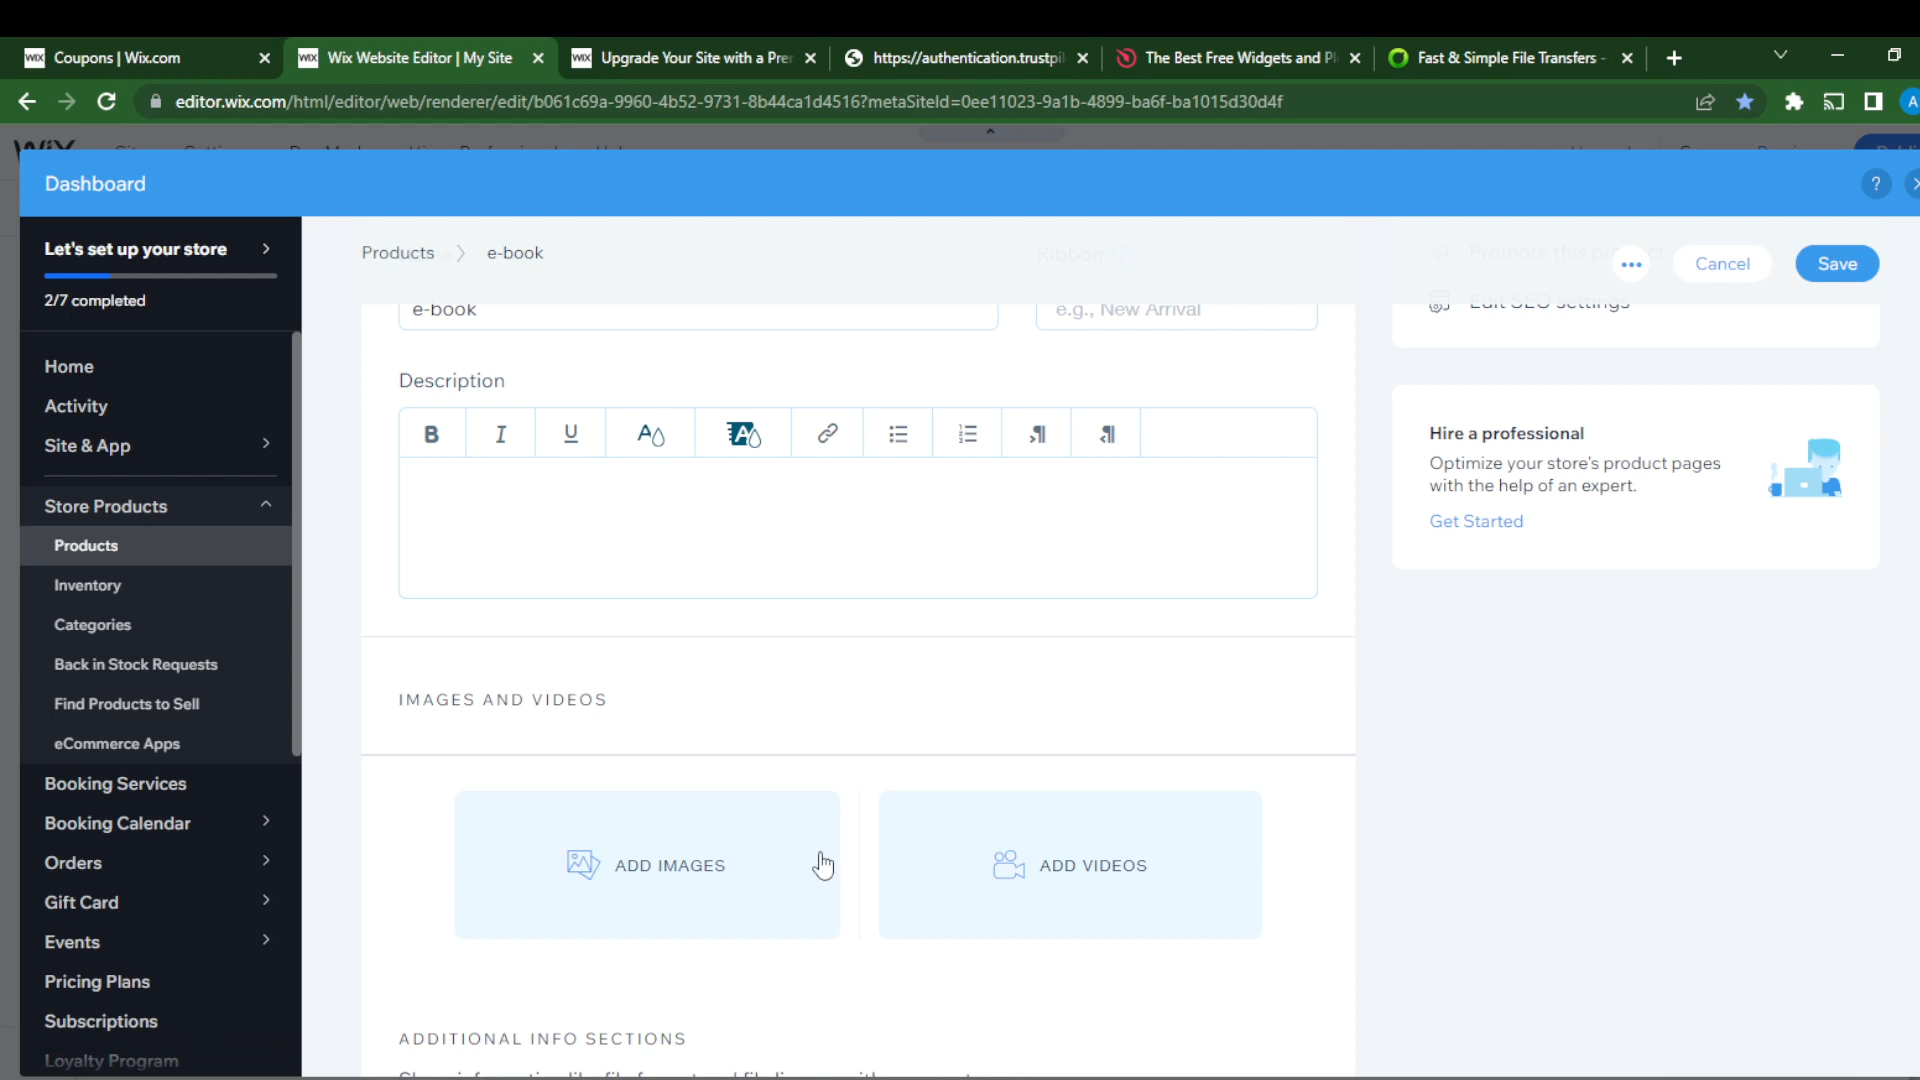 Coupons | Wix.com
Wix Website Editor | My Site
Upgrade Your Site with a Prer
https://authentication.trustpil
The Best Free Widgets and Pl
Fast & Simple File Transfers -
editor.wix.com/html/editor/web/renderer/edit/b061c69a-9960-4b52-9731-8b44ca1d4516?metaSiteId=0ee11023-9a1b-4899-ba6f-ba1015d30d4f
A
Dashboard
?
Let's set up your store
2/7 completed
Home
Activity
Site & App
Store Products
Products
Inventory
Categories
Back in Stock Requests
Find Products to Sell
eCommerce Apps
Booking Services
Booking Calendar
Orders
Gift Card
Events
Pricing Plans
Subscriptions
Loyalty Program
Products > e-book
Ribbon
Promote this product
Cancel
Save
e-book
e.g., New Arrival
Edit SEO settings
Description
B I U A A
IMAGES AND VIDEOS
ADD IMAGES
ADD VIDEOS
ADDITIONAL INFO SECTIONS
Hire a professional
Optimize your store's product pages
with the help of an expert.
Get Started